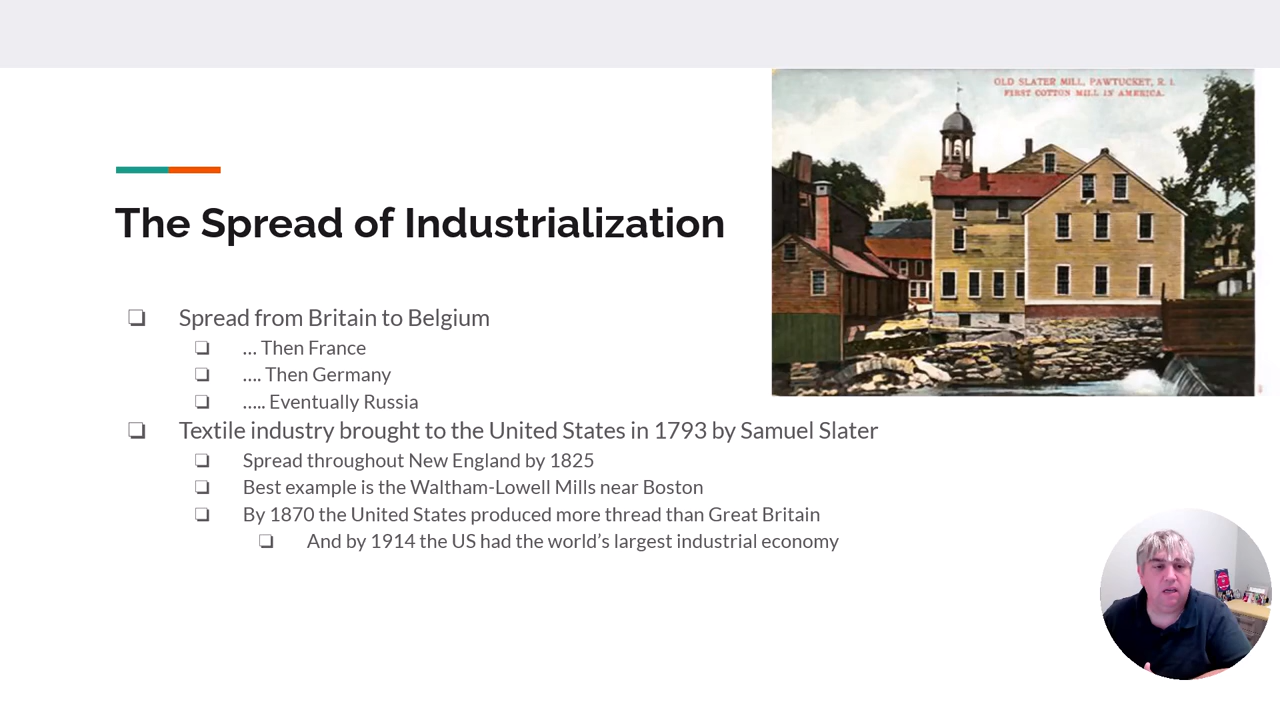 OLD SLATER MILL, PAWTUCKET, R. I.
FIRST COTTON MILL IN AMERICA.
The Spread of Industrialization
❏ Spread from Britain to Belgium
❏ ... Then France
❏ .... Then Germany
❏ ..... Eventually Russia
❏ Textile industry brought to the United States in 1793 by Samuel Slater
❏ Spread throughout New England by 1825
❏ Best example is the Waltham-Lowell Mills near Boston
❏ By 1870 the United States produced more thread than Great Britain
❏ And by 1914 the US had the world’s largest industrial economy